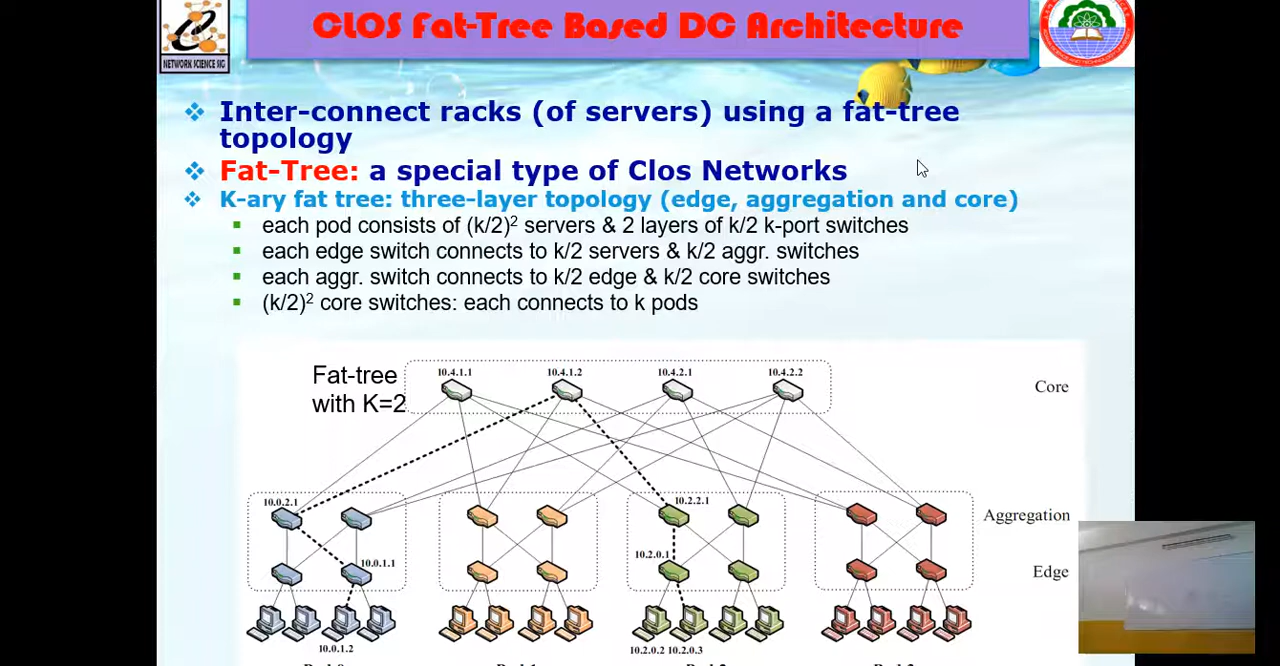 CLOS Fat-Tree Based DC Architecture
NETWORK SCIENCE SIG
Inter-connect racks (of servers) using a fat-tree
topology
Fat-Tree: a special type of Clos Networks
K-ary fat tree: three-layer topology (edge, aggregation and core)
each pod consists of (k/2)² servers & 2 layers of k/2 k-port switches
each edge switch connects to k/2 servers & k/2 aggr. switches
each aggr. switch connects to k/2 edge & k/2 core switches
(k/2)² core switches: each connects to k pods
Fat-tree
with K=2
10.4.1.1 10.4.1.2 10.4.2.1 10.4.2.2
Core
10.0.2.1
10.2.2.1
Aggregation
10.2.0.1
10.0.1.1
Edge
10.0.1.2
10.2.0.2 10.2.0.3